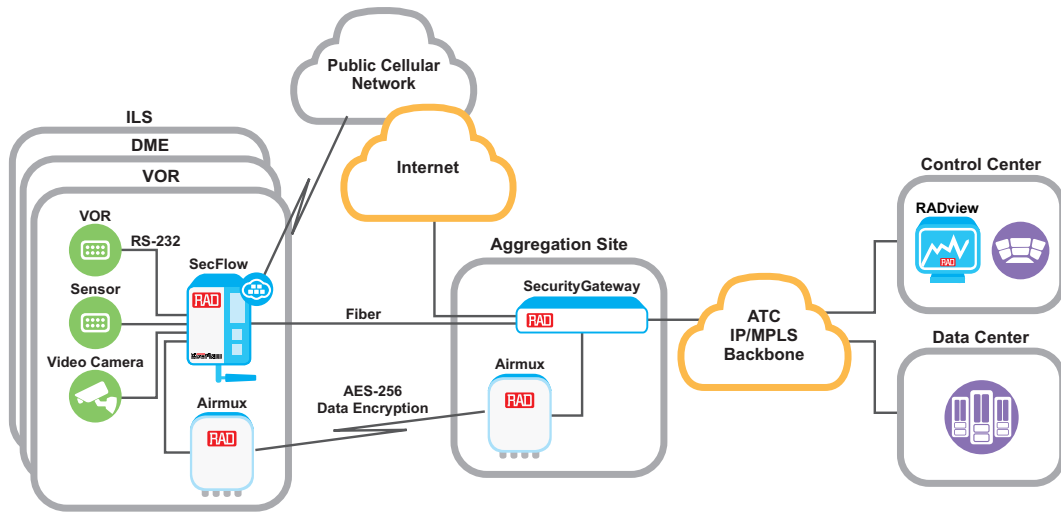 Public Cellular
Network
Internet
ILS
DME
VOR
VOR
RS-232
SecFlow
RAD
Sensor
Video Camera
Airmux
RAD
Fiber
AES-256
Data Encryption
Aggregation Site
SecurityGateway
RAD
Airmux
RAD
ATC
IP/MPLS
Backbone
Control Center
RADview
RAD
Data Center